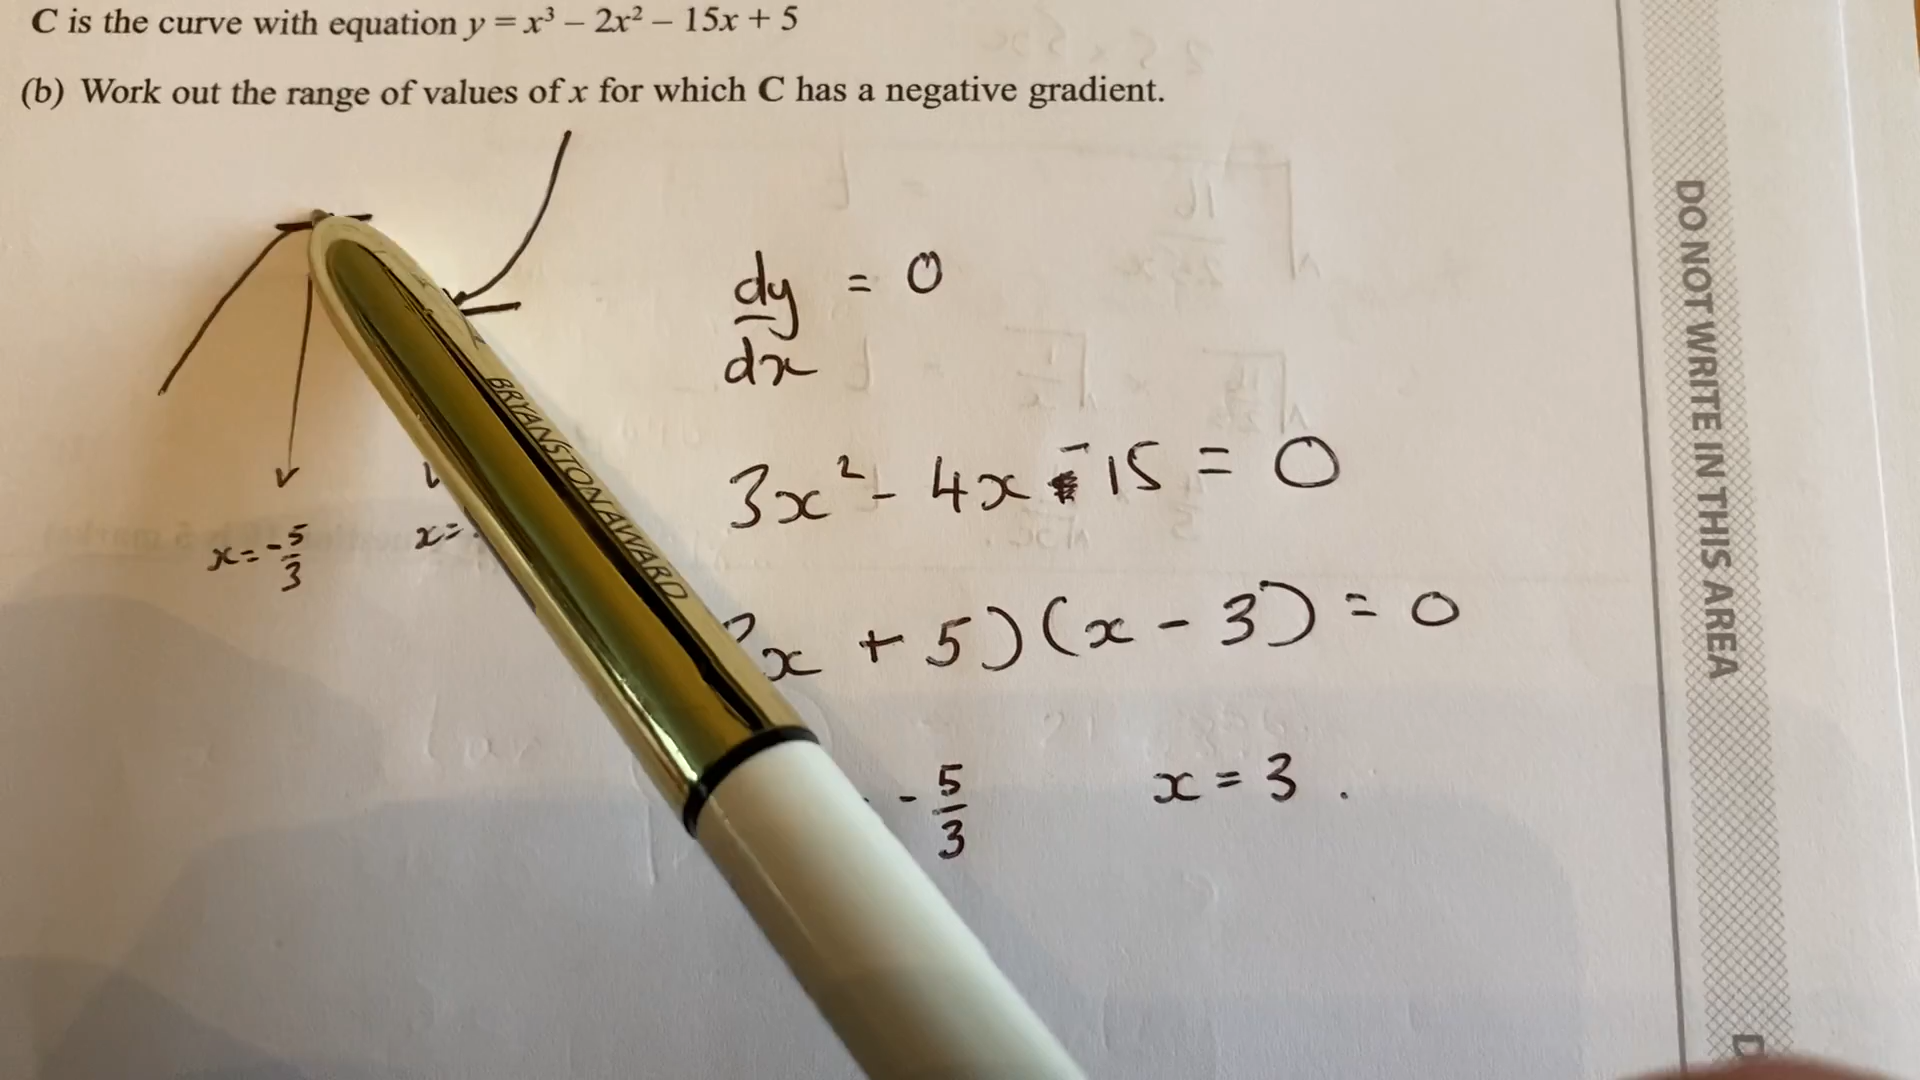 C is the curve with equation y = x³ – 2x² – 15x + 5
(b) Work out the range of values of x for which C has a negative gradient.
dy/dx = 0
3x² - 4x - 15 = 0
x + 5)(x - 3) = 0
x = -5/3
x =
- 5/3 x = 3 .
BRYANSTON AWARD
DO NOT WRITE IN THIS AREA
D